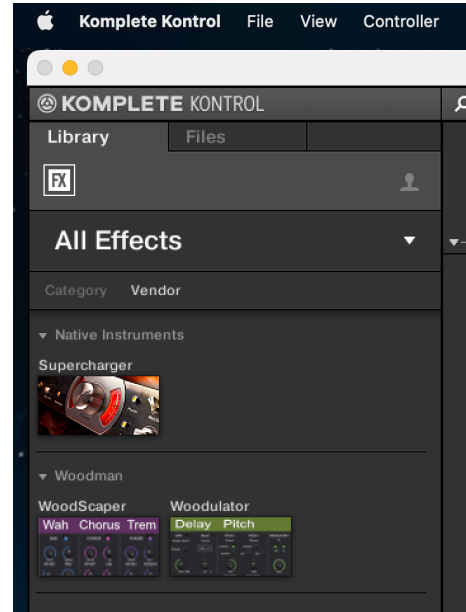 Komplete Kontrol File View Controller
KOMPLETE KONTROL
Library Files
FX
All Effects
Category Vendor
Native Instruments
Supercharger
Woodman
WoodScaper Woodulator
Wah Chorus Trem Delay Pitch